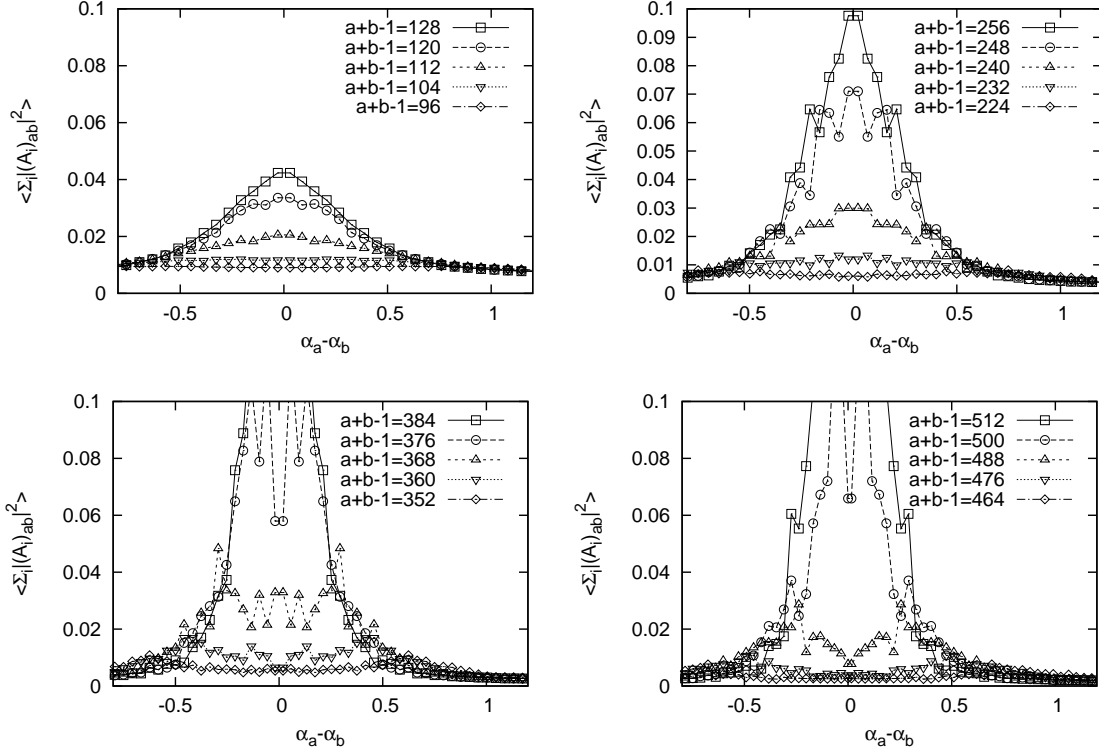 <Σi|(Ai)ab|2>
0.1
0.08
0.06
0.04
0.02
0
-0.5 0 0.5 1
αa-αb
a+b-1=128
a+b-1=120
a+b-1=112
a+b-1=104
a+b-1=96
<Σi|(Ai)ab|2>
0.1
0.09
0.08
0.07
0.06
0.05
0.04
0.03
0.02
0.01
0
-0.5 0 0.5 1
αa-αb
a+b-1=256
a+b-1=248
a+b-1=240
a+b-1=232
a+b-1=224
<Σi|(Ai)ab|2>
0.1
0.08
0.06
0.04
0.02
0
-0.5 0 0.5 1
αa-αb
a+b-1=384
a+b-1=376
a+b-1=368
a+b-1=360
a+b-1=352
<Σi|(Ai)ab|2>
0.1
0.08
0.06
0.04
0.02
0
-0.5 0 0.5 1
αa-αb
a+b-1=512
a+b-1=500
a+b-1=488
a+b-1=476
a+b-1=464